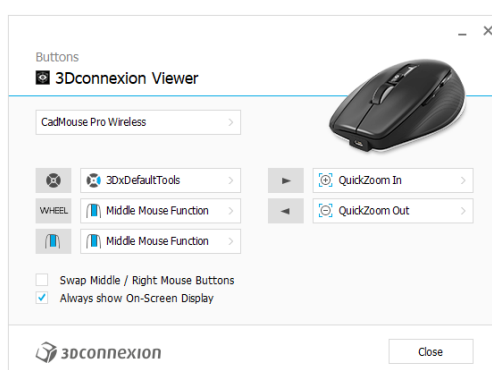 Buttons
3Dconnexion Viewer
CadMouse Pro Wireless
3DxDefaultTools
QuickZoom In
WHEEL
Middle Mouse Function
QuickZoom Out
Middle Mouse Function
Swap Middle / Right Mouse Buttons
Always show On-Screen Display
3DCONNEXION
Close